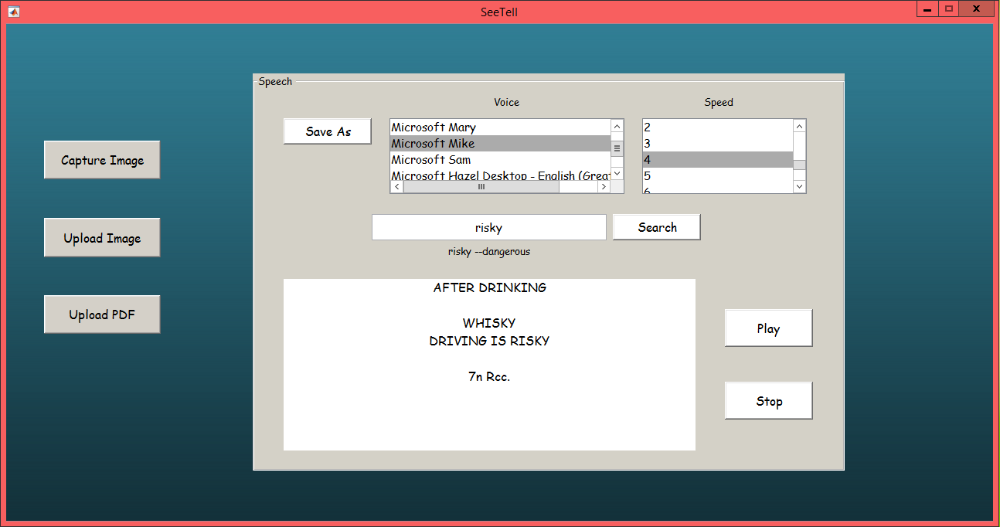 SeeTell
Speech
Voice
Speed
Save As
Microsoft Mary
Microsoft Mike
Microsoft Sam
Microsoft Hazel Desktop - English (Great
2
3
4
5
6
Capture Image
Upload Image
Upload PDF
risky
Search
risky --dangerous
AFTER DRINKING
WHISKY
DRIVING IS RISKY
7n Rcc.
Play
Stop